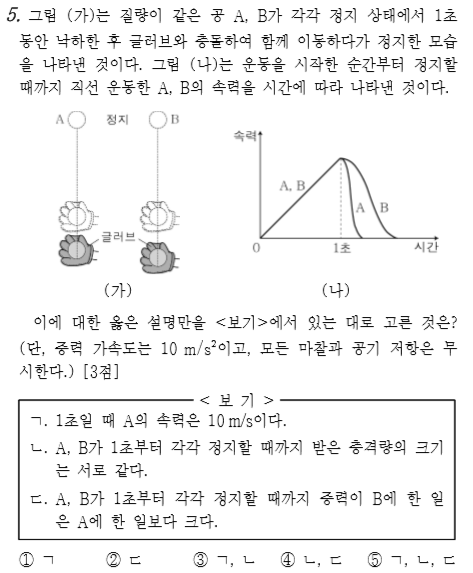 5. 그림 (가)는 질량이 같은 공 A, B가 각각 정지 상태에서 1초
동안 낙하한 후 글러브와 충돌하여 함께 이동하다가 정지한 모습
을 나타낸 것이다. 그림 (나)는 운동을 시작한 순간부터 정지할
때까지 직선 운동한 A, B의 속력을 시간에 따라 나타낸 것이다.
A 정지 B
글러브
(가)
속력
A, B
A B
0 1초 시간
(나)
이에 대한 옳은 설명만을 <보기>에서 있는 대로 고른 것은?
(단, 중력 가속도는 10 m/s²이고, 모든 마찰과 공기 저항은 무
시한다.) [3점]
< 보 기 >
ㄱ. 1초일 때 A의 속력은 10 m/s이다.
ㄴ. A, B가 1초부터 각각 정지할 때까지 받은 충격량의 크기
는 서로 같다.
ㄷ. A, B가 1초부터 각각 정지할 때까지 중력이 B에 한 일
은 A에 한 일보다 크다.
① ㄱ ② ㄷ ③ ㄱ, ㄴ ④ ㄴ, ㄷ ⑤ ㄱ, ㄴ, ㄷ